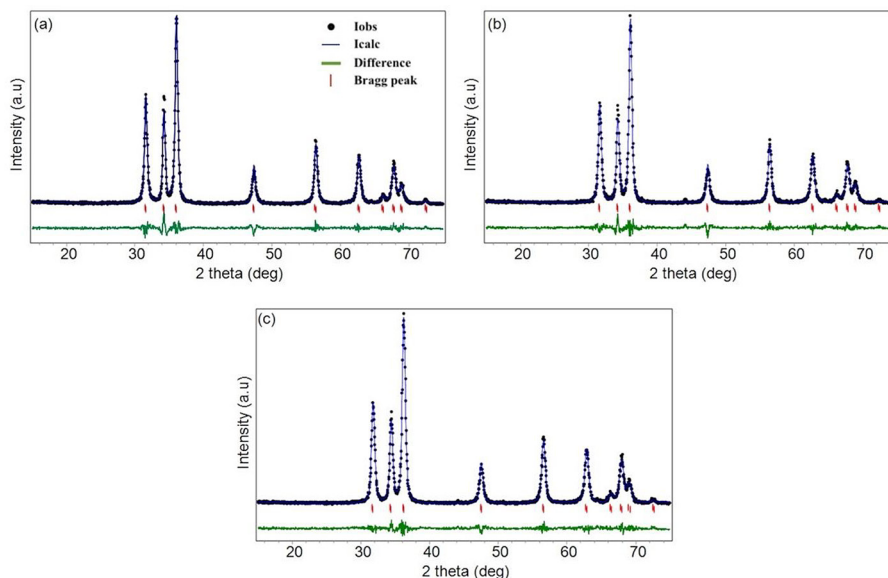 (a)
Iobs
Icalc
Difference
Bragg peak
Intensity (a.u)
20 30 40 50 60 70
2 theta (deg)
(b)
Intensity (a.u)
20 30 40 50 60 70
2 theta (deg)
(c)
Intensity (a.u)
20 30 40 50 60 70
2 theta (deg)